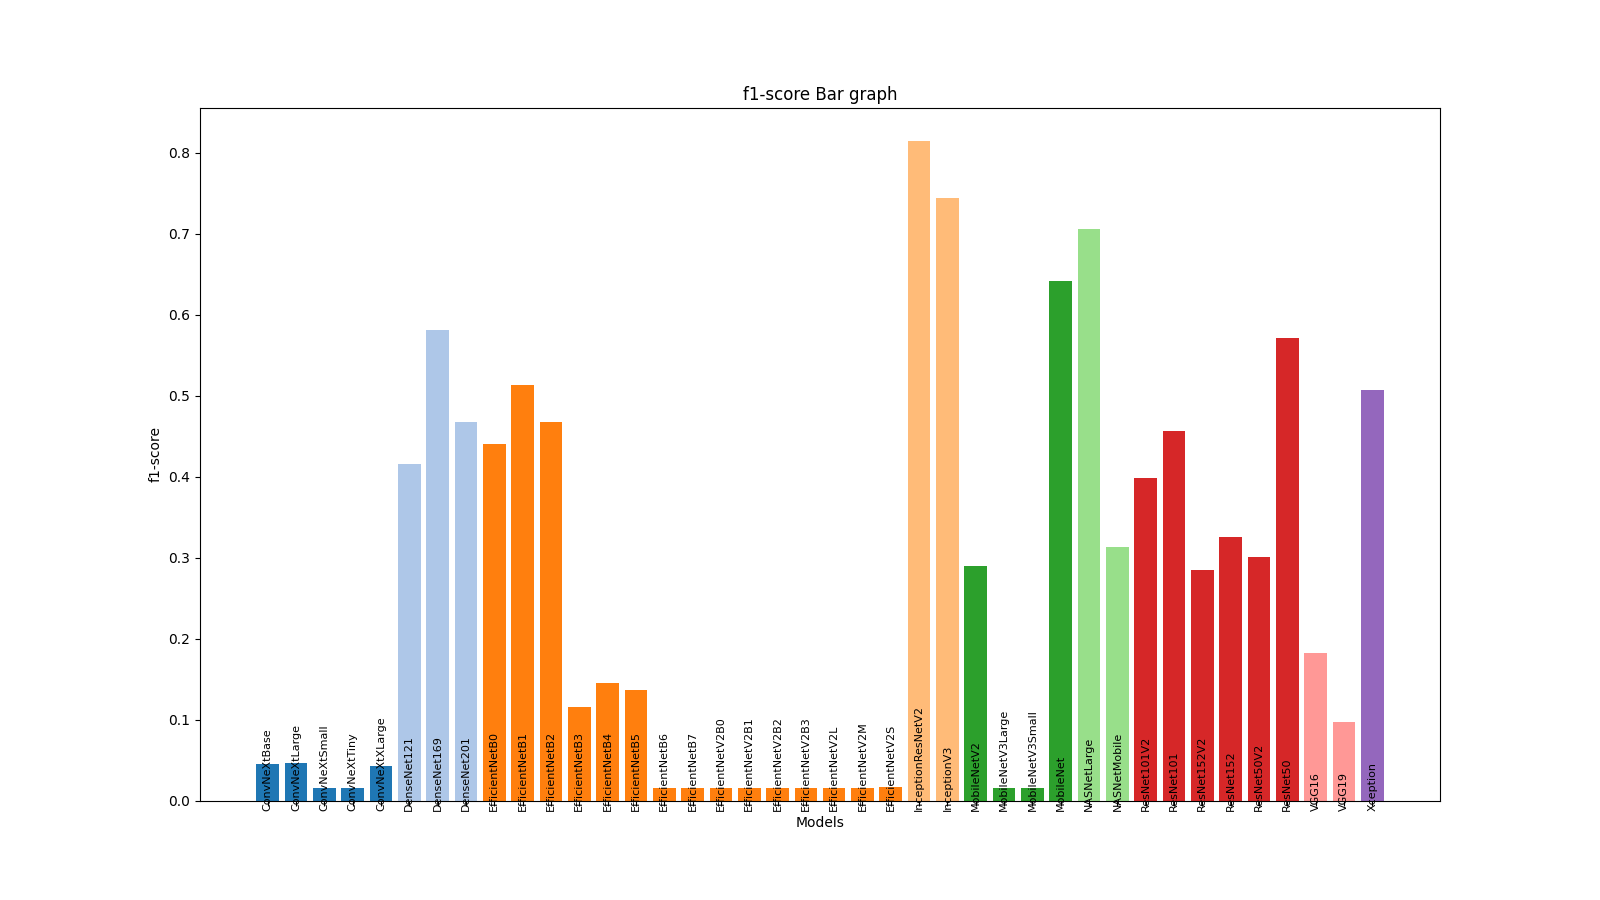 f1-score Bar graph
f1-score
0.8
0.7
0.6
0.5
0.4
0.3
0.2
0.1
0.0
ConvNeXtBase
ConvNeXtLarge
ConvNeXtSmall
ConvNeXtTiny
ConvNeXtXLarge
DenseNet121
DenseNet169
DenseNet201
EfficientNetB0
EfficientNetB1
EfficientNetB2
EfficientNetB3
EfficientNetB4
EfficientNetB5
EfficientNetB6
EfficientNetB7
EfficientNetV2B0
EfficientNetV2B1
EfficientNetV2B2
EfficientNetV2B3
EfficientNetV2L
EfficientNetV2M
EfficientNetV2S
InceptionResNetV2
InceptionV3
MobileNetV2
MobileNetV3Large
MobileNetV3Small
MobileNet
NASNetLarge
NASNetMobile
ResNet101V2
ResNet101
ResNet152V2
ResNet152
ResNet50V2
ResNet50
VGG16
VGG19
Xception
Models